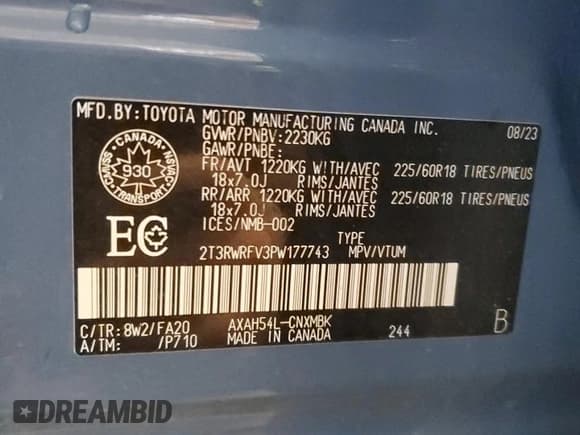 MFD.BY:TOYOTA MOTOR MANUFACTURING CANADA INC. 08/23
GVWR/PNBV:2230KG
GAWR/PNBE:
FR/AVT 1220KG WITH/AVEC 225/60R18 TIRES/PNEUS
18x7.0J RIMS/JANTES
RR/ARR 1220KG WITH/AVEC 225/60R18 TIRES/PNEUS
18x7.0J RIMS/JANTES
ICES/NMB-002
CANADA
CMVSS/NSVAC
930
TRANSPORT
EC
TYPE
2T3RWRFV3PW177743 MPV/VTUM
C/TR:8W2/FA20 AXAH54L-CNXMBK 244 B
A/TM: /P710 MADE IN CANADA
DREAMBID